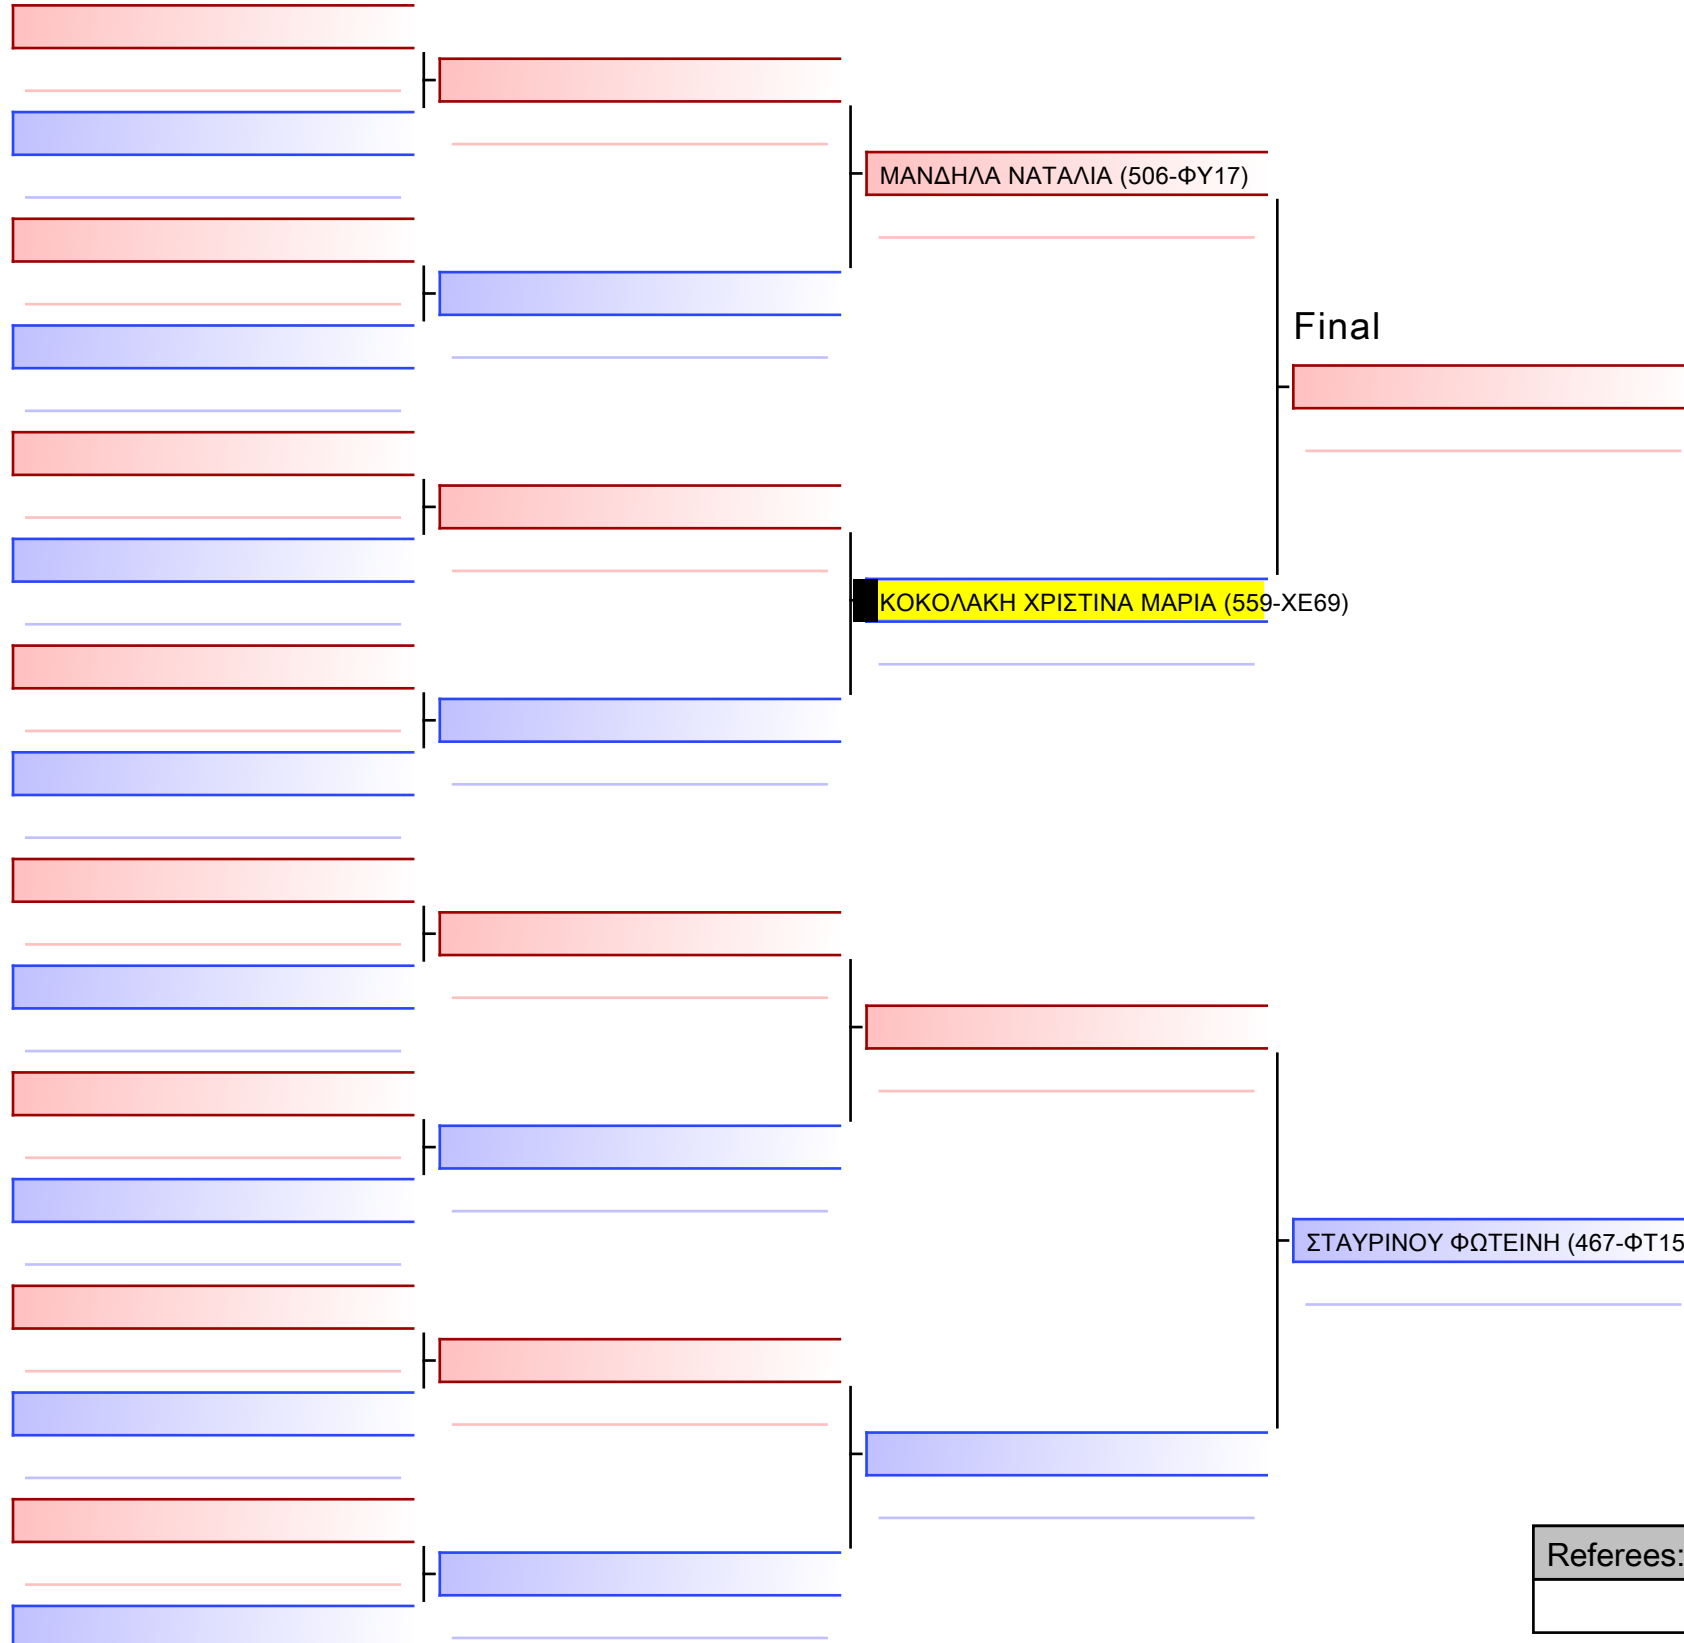 ΜΑΝΔΗΛΑ ΝΑΤΑΛΙΑ (506-ΦΥ17)
Final
ΚΟΚΟΛΑΚΗ ΧΡΙΣΤΙΝΑ ΜΑΡΙΑ (559-ΧΕ69)
ΣΤΑΥΡΙΝΟΥ ΦΩΤΕΙΝΗ (467-ΦΤ15
Referees: